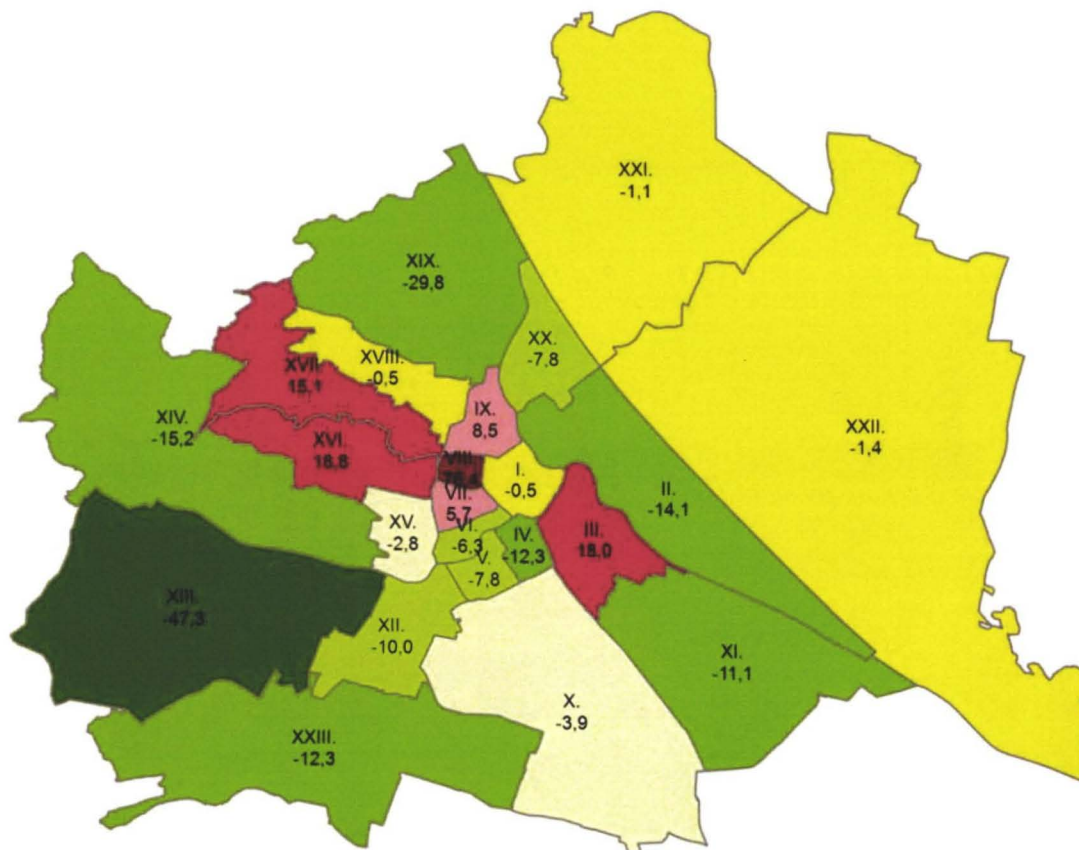 XXI.
-1,1
XIX.
-29,8
XX.
-7,8
XVIII.
-0,5
XVII.
15,1
XIV.
-15,2
IX.
8,5
XXII.
-1,4
XVI.
18,8
VIII.
I.
-0,5
VII.
5,7
II.
-14,1
XV.
-2,8
VI.
-6,3
IV.
-12,3
III.
18,0
V.
-7,8
XIII.
-47,3
XII.
-10,0
XI.
-11,1
X.
-3,9
XXIII.
-12,3